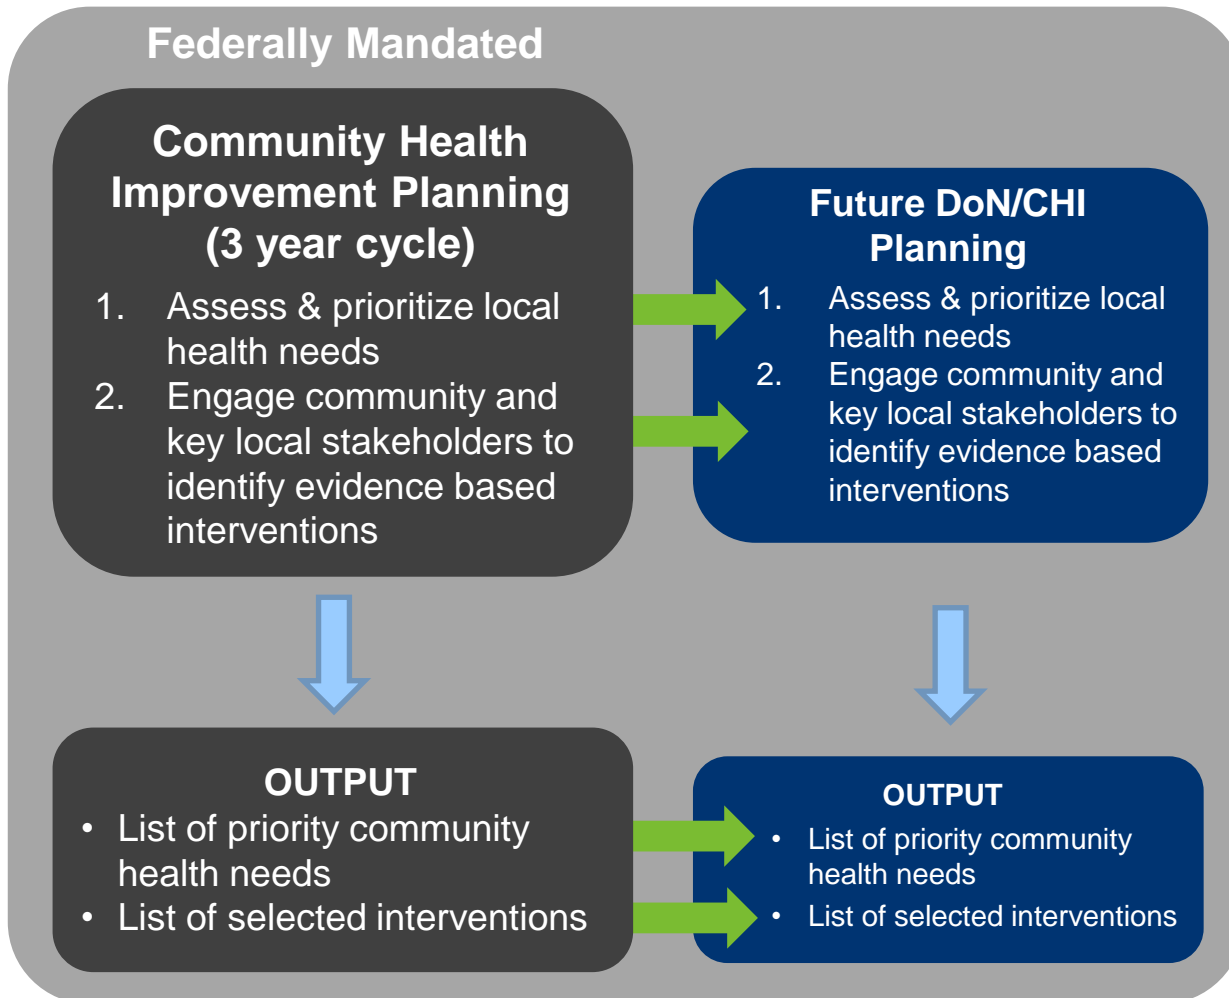 Federally Mandated
Community Health
Improvement Planning
(3 year cycle)
1. Assess & prioritize local
health needs
2. Engage community and
key local stakeholders to
identify evidence based
interventions
Future DoN/CHI
Planning
1. Assess & prioritize local
health needs
2. Engage community and
key local stakeholders to
identify evidence based
interventions
OUTPUT
• List of priority community
health needs
• List of selected interventions
OUTPUT
• List of priority community
health needs
• List of selected interventions